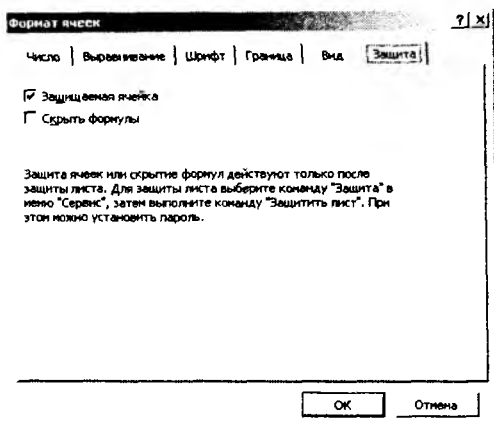 Формат ячеек
Число Выравнивание Шрифт Граница Вид Защита
Защищаемая ячейка
Скрыть формулы
Защита ячеек или скрытие формул действуют только после
защиты листа. Для защиты листа выберите команду "Защита" в
меню "Сервис", затем выполните команду "Защитить лист". При
этом можно установить пароль.
ОК Отмена